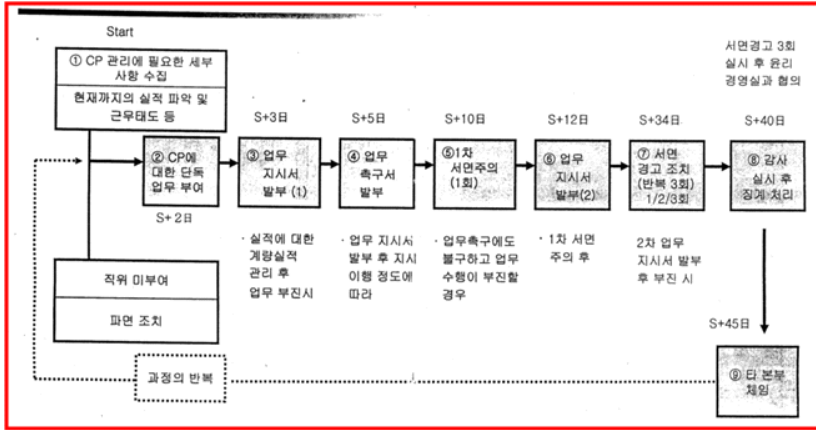 Start
① CP 관리에 필요한 세부
사항 수집
현재까지의 실적 파악 및
근무태도 등
② CP에
대한 단독
업무 부여
S+ 2日
S+3日
③ 업무
지시서
발부 (1)
· 실적에 대한
계량실적
관리 후
업무 부진시
S+5日
④ 업무
촉구서
발부
· 업무 지시서
발부 후 지시
이행 정도에
따라
S+10日
⑤1차
서면주의
(1회)
· 업무촉구에도
불구하고 업무
수행이 부진할
경우
S+12日
⑥ 업무
지시서
발부(2)
· 1차 서면
주의 후
S+34日
⑦ 서면
경고 조치
(반복 3회)
1/2/3회
2차 업무
지시서 발부
후 부진 시
서면경고 3회
실시 후 윤리
경영실과 협의
S+40日
⑧ 감사
실시 후
징계 처리
S+45日
⑨ 타 본부
체임
직위 미부여
파면 조치
과정의 반복